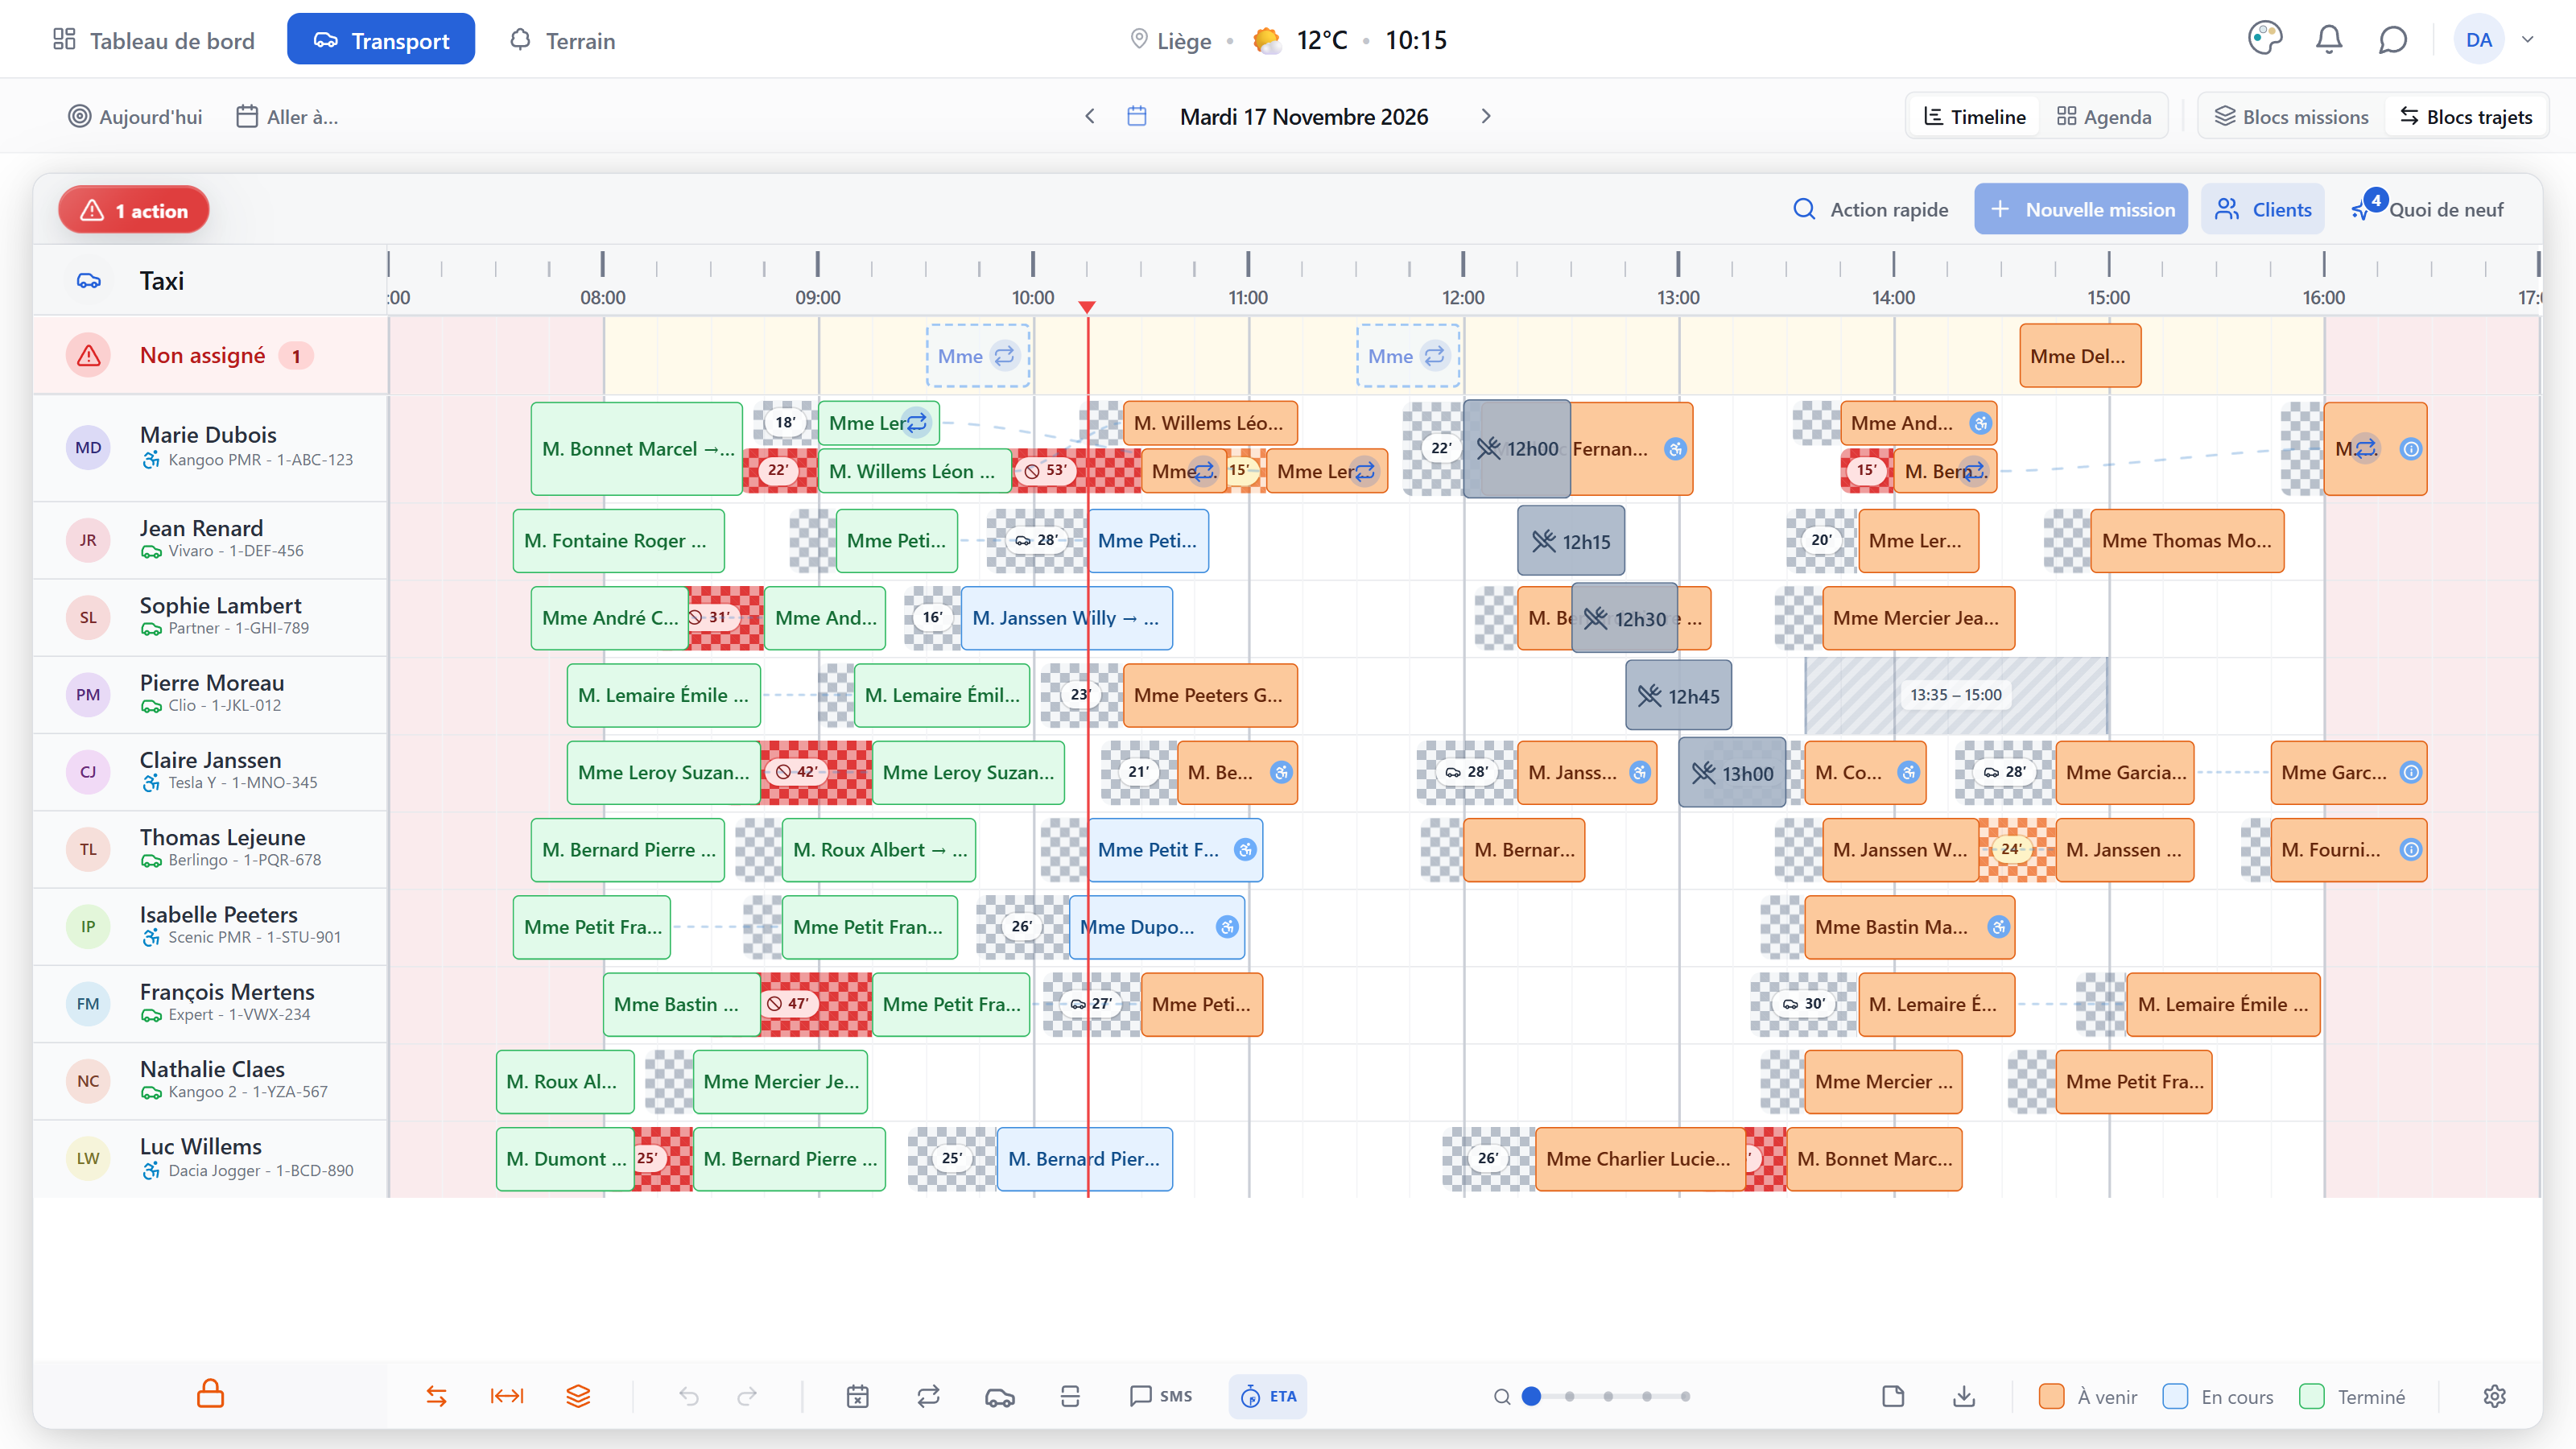 Tableau de bord
Transport
Terrain
Liège • 12°C • 10:15
DA
Aujourd'hui
Aller à...
Mardi 17 Novembre 2026
Timeline
Agenda
Blocs missions
Blocs trajets
1 action
Action rapide
Nouvelle mission
Clients
4
Quoi de neuf
Taxi
:00 08:00 09:00 10:00 11:00 12:00 13:00 14:00 15:00 16:00 17:0
Non assigné 1
Mme
Mme
Mme Del...
MD
Marie Dubois
Kangoo PMR - 1-ABC-123
M. Bonnet Marcel →...
18'
Mme Ler
M. Willems Léo...
22'
12h00
Fernan...
Mme And...
M...
22'
M. Willems Léon ...
53'
Mme...
15'
Mme Ler...
15'
M. Bern...
JR
Jean Renard
Vivaro - 1-DEF-456
M. Fontaine Roger ...
Mme Peti...
28'
Mme Peti...
12h15
20'
Mme Ler...
Mme Thomas Mo...
SL
Sophie Lambert
Partner - 1-GHI-789
Mme André C...
31'
Mme And...
16'
M. Janssen Willy → ...
M. Be
12h30
...
Mme Mercier Jea...
PM
Pierre Moreau
Clio - 1-JKL-012
M. Lemaire Émile ...
M. Lemaire Émil...
23'
Mme Peeters G...
12h45
13:35 – 15:00
CJ
Claire Janssen
Tesla Y - 1-MNO-345
Mme Leroy Suzan...
42'
Mme Leroy Suzan...
21'
M. Be...
28'
M. Janss...
13h00
M. Co...
28'
Mme Garcia...
Mme Garc...
TL
Thomas Lejeune
Berlingo - 1-PQR-678
M. Bernard Pierre ...
M. Roux Albert → ...
Mme Petit F...
M. Bernar...
M. Janssen W...
24'
M. Janssen ...
M. Fourni...
IP
Isabelle Peeters
Scenic PMR - 1-STU-901
Mme Petit Fra...
Mme Petit Fran...
26'
Mme Dupo...
Mme Bastin Ma...
FM
François Mertens
Expert - 1-VWX-234
Mme Bastin ...
47'
Mme Petit Fra...
27'
Mme Peti...
30'
M. Lemaire É...
M. Lemaire Émile ...
NC
Nathalie Claes
Kangoo 2 - 1-YZA-567
M. Roux Al...
Mme Mercier Je...
Mme Mercier ...
Mme Petit Fra...
LW
Luc Willems
Dacia Jogger - 1-BCD-890
M. Dumont ...
25'
M. Bernard Pierre ...
25'
M. Bernard Pier...
26'
Mme Charlier Lucie...
'
M. Bonnet Marc...
SMS
ETA
À venir
En cours
Terminé